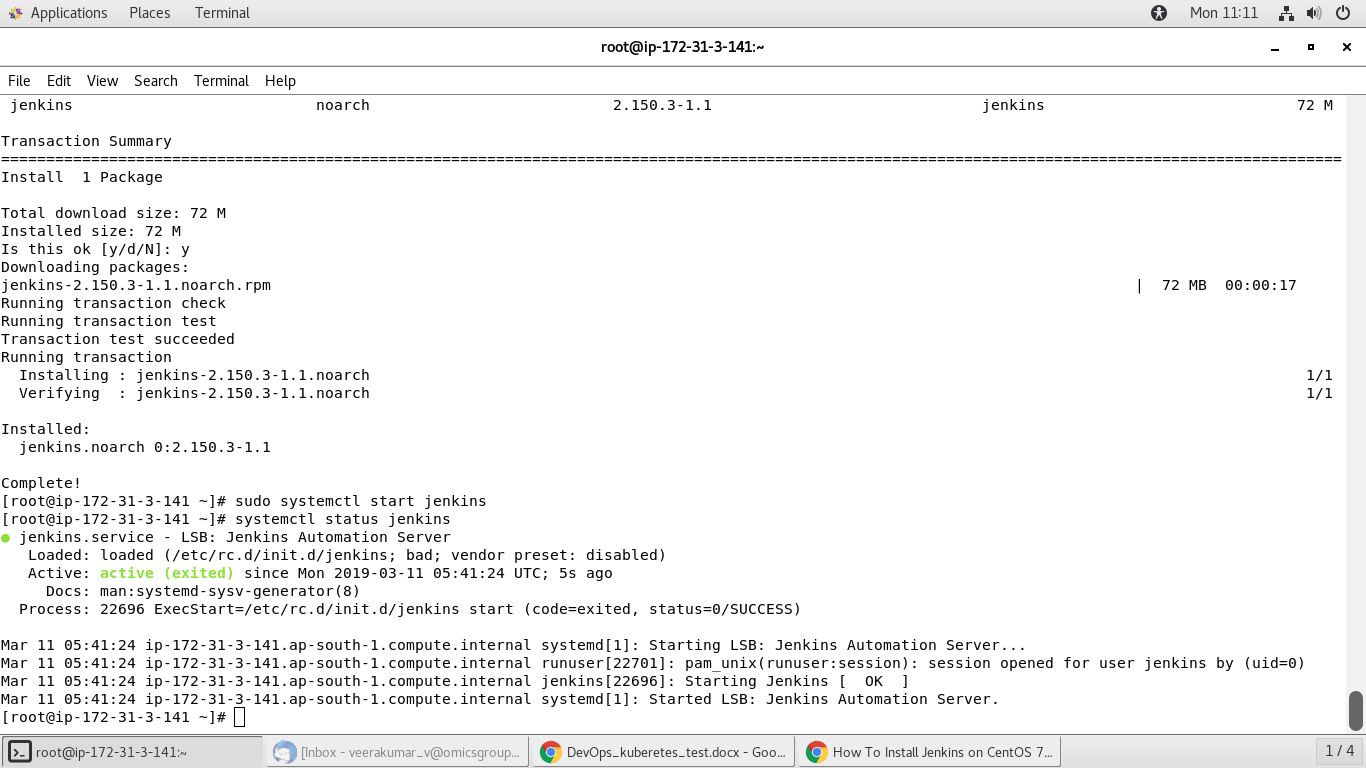 Applications Places Terminal Mon 11:11
root@ip-172-31-3-141:~
File Edit View Search Terminal Help
jenkins noarch 2.150.3-1.1 jenkins 72 M
Transaction Summary
================================================================================
Install  1 Package
Total download size: 72 M
Installed size: 72 M
Is this ok [y/d/N]: y
Downloading packages:
jenkins-2.150.3-1.1.noarch.rpm | 72 MB 00:00:17
Running transaction check
Running transaction test
Transaction test succeeded
Running transaction
Installing : jenkins-2.150.3-1.1.noarch 1/1
Verifying  : jenkins-2.150.3-1.1.noarch 1/1
Installed:
jenkins.noarch 0:2.150.3-1.1
Complete!
[root@ip-172-31-3-141 ~]# sudo systemctl start jenkins
[root@ip-172-31-3-141 ~]# systemctl status jenkins
● jenkins.service - LSB: Jenkins Automation Server
Loaded: loaded (/etc/rc.d/init.d/jenkins; bad; vendor preset: disabled)
Active: active (exited) since Mon 2019-03-11 05:41:24 UTC; 5s ago
Docs: man:systemd-sysv-generator(8)
Process: 22696 ExecStart=/etc/rc.d/init.d/jenkins start (code=exited, status=0/SUCCESS)
Mar 11 05:41:24 ip-172-31-3-141.ap-south-1.compute.internal systemd[1]: Starting LSB: Jenkins Automation Server...
Mar 11 05:41:24 ip-172-31-3-141.ap-south-1.compute.internal runuser[22701]: pam_unix(runuser:session): session opened for user jenkins by (uid=0)
Mar 11 05:41:24 ip-172-31-3-141.ap-south-1.compute.internal jenkins[22696]: Starting Jenkins [  OK  ]
Mar 11 05:41:24 ip-172-31-3-141.ap-south-1.compute.internal systemd[1]: Started LSB: Jenkins Automation Server.
[root@ip-172-31-3-141 ~]#
root@ip-172-31-3-141:~ [Inbox - veerakumar_v@omicsgroup... DevOps_kuberetes_test.docx - Goo... How To Install Jenkins on CentOS 7... 1 / 4